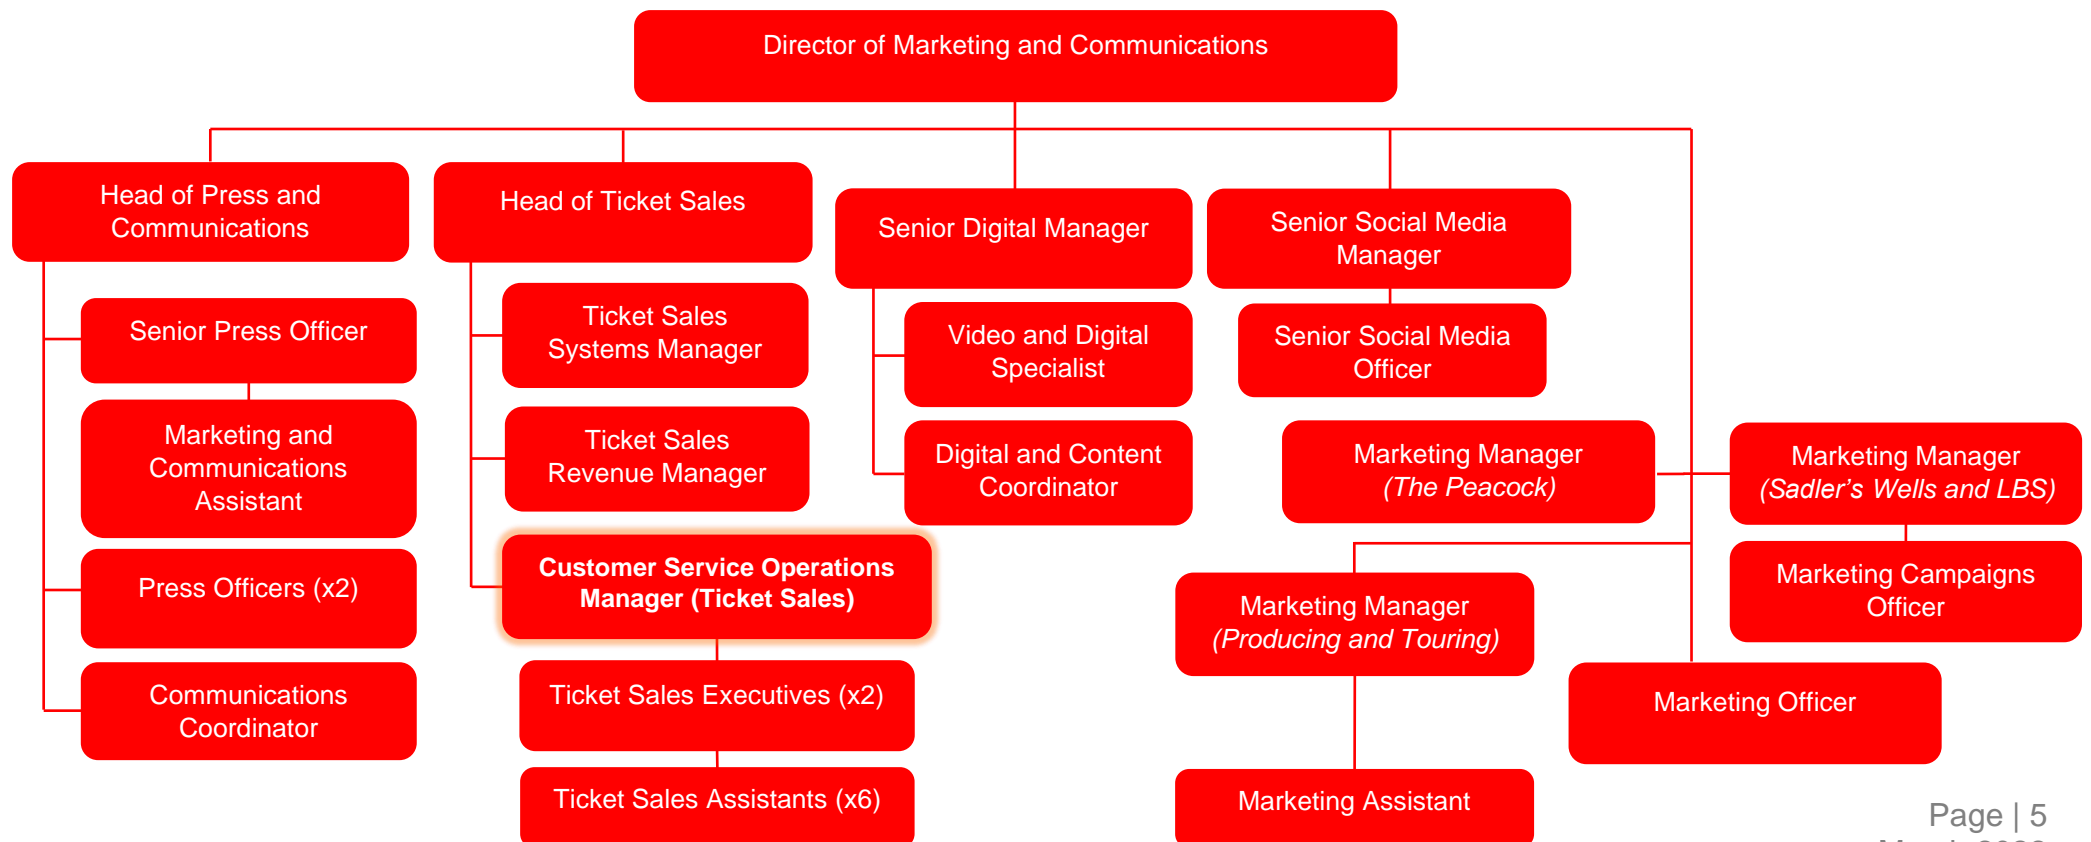 Director of Marketing and Communications
Head of Press and
Communications
Senior Press Officer
Marketing and
Communications
Assistant
Press Officers (x2)
Communications
Coordinator
Head of Ticket Sales
Ticket Sales
Systems Manager
Ticket Sales
Revenue Manager
Customer Service Operations
Manager (Ticket Sales)
Ticket Sales Executives (x2)
Ticket Sales Assistants (x6)
Senior Digital Manager
Video and Digital
Specialist
Digital and Content
Coordinator
Senior Social Media
Manager
Senior Social Media
Officer
Marketing Manager
(The Peacock)
Marketing Manager
(Sadler’s Wells and LBS)
Marketing Campaigns
Officer
Marketing Manager
(Producing and Touring)
Marketing Assistant
Marketing Officer
Page | 5